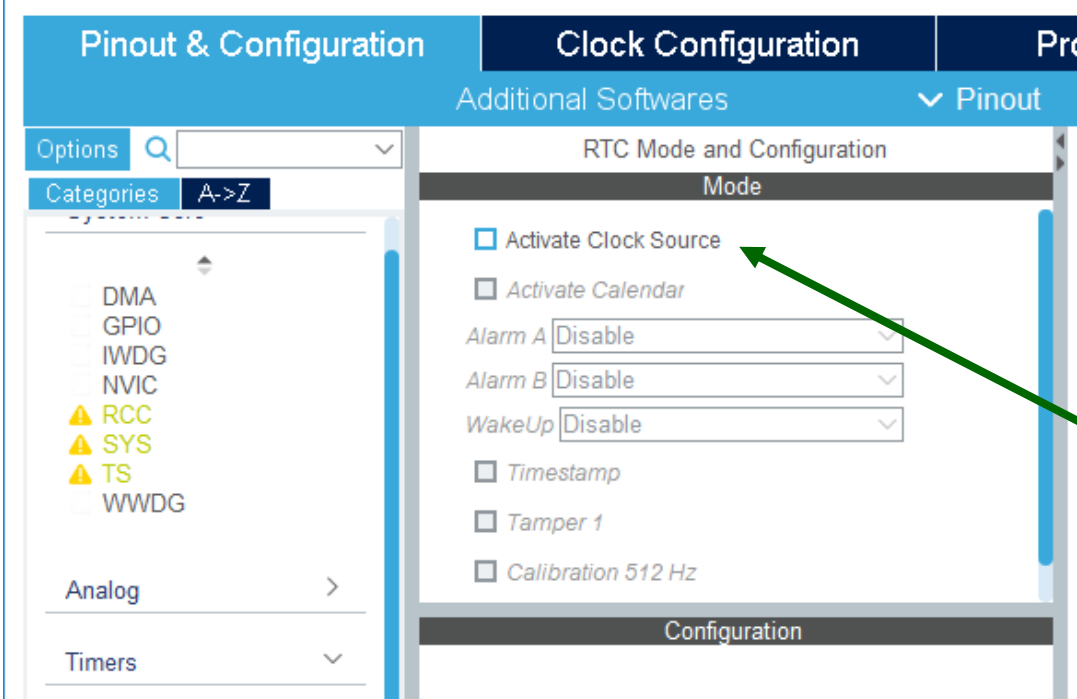 Pinout & Configuration
Clock Configuration
Additional Softwares
Pinout
Options
Categories
A->Z
DMA
GPIO
IWDG
NVIC
RCC
SYS
TS
WWDG
Analog
Timers
RTC Mode and Configuration
Mode
Activate Clock Source
Activate Calendar
Alarm A Disable
Alarm B Disable
WakeUp Disable
Timestamp
Tamper 1
Calibration 512 Hz
Configuration